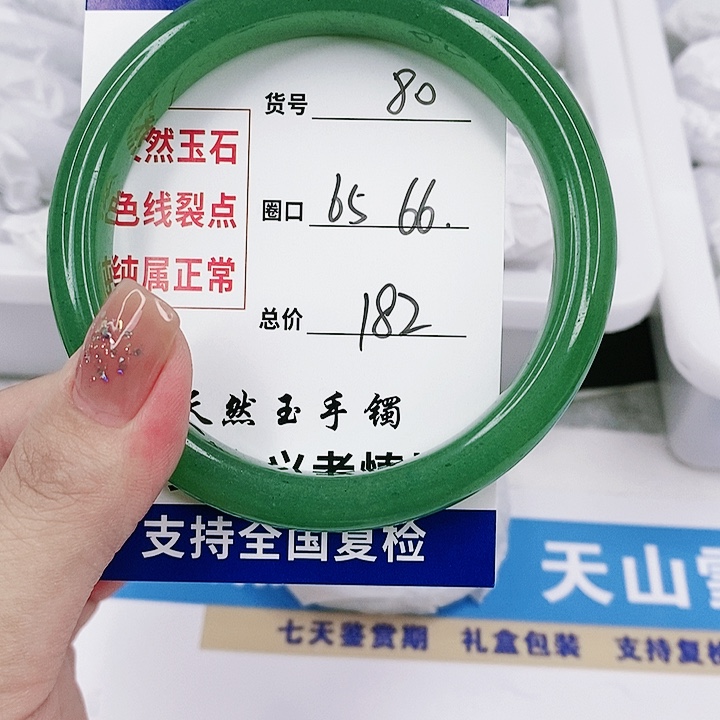 货号 80
然玉石
色线裂点
纯属正常
圈口 65 66.
总价 182
天然玉手镯
支持全国复检
天山
七天鉴赏期 礼盒包装 支持复检